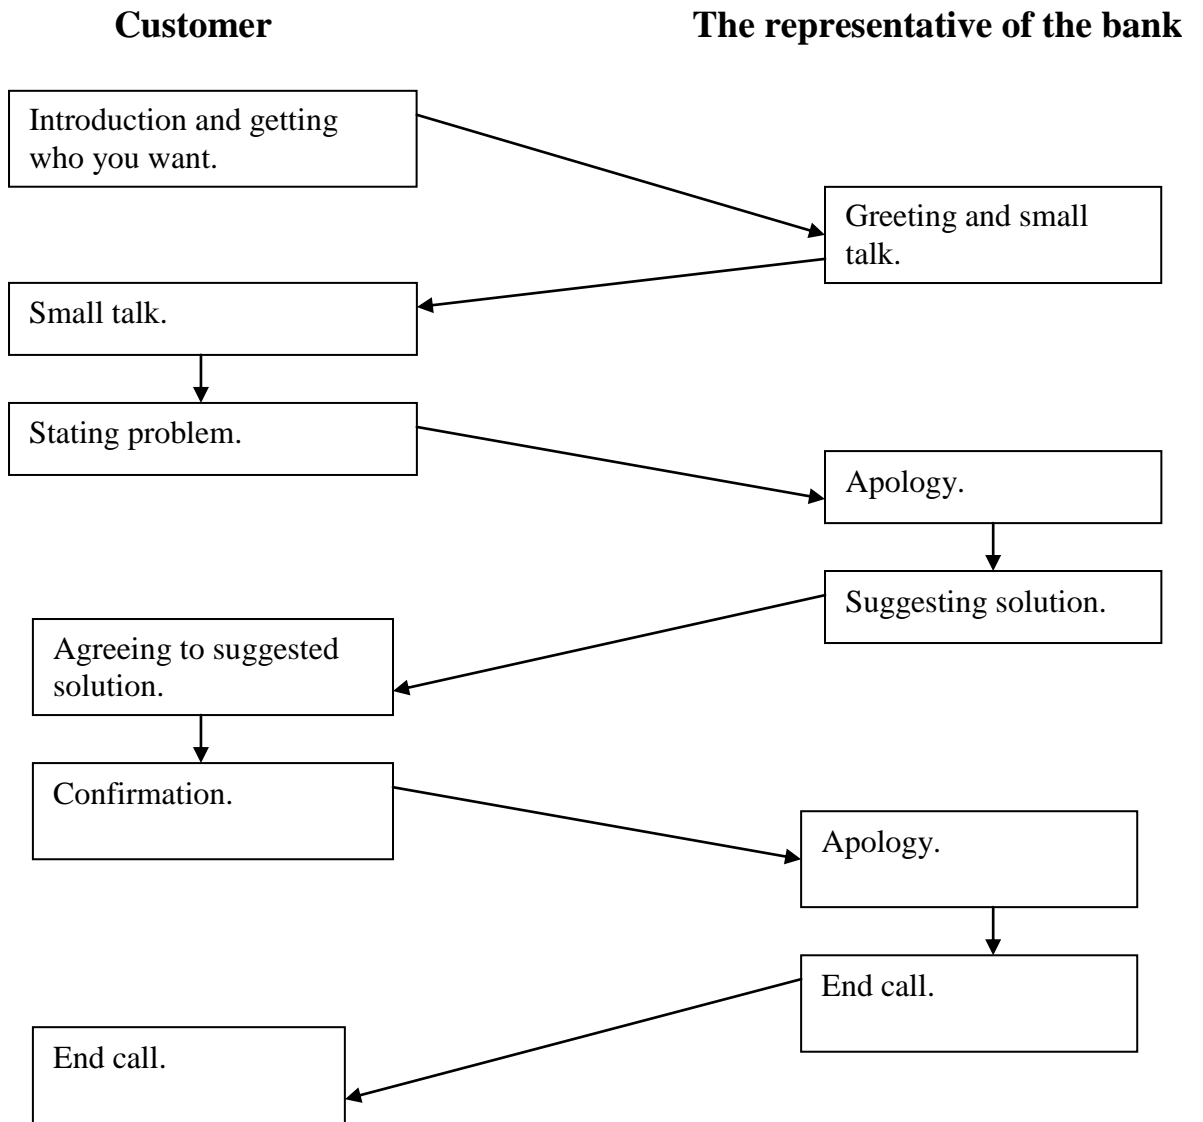 Customer
The representative of the bank
Introduction and getting
who you want.
Greeting and small
talk.
Small talk.
Stating problem.
Apology.
Suggesting solution.
Agreeing to suggested
solution.
Confirmation.
Apology.
End call.
End call.